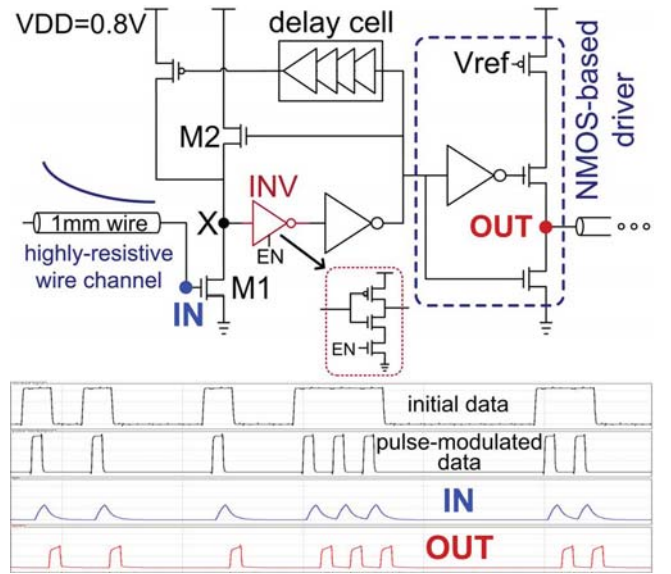 VDD=0.8V
delay cell
Vref
NMOS-based
driver
M2
INV
X
OUT
1mm wire
EN
highly-resistive
wire channel
M1
IN
EN
initial data
pulse-modulated
data
IN
OUT